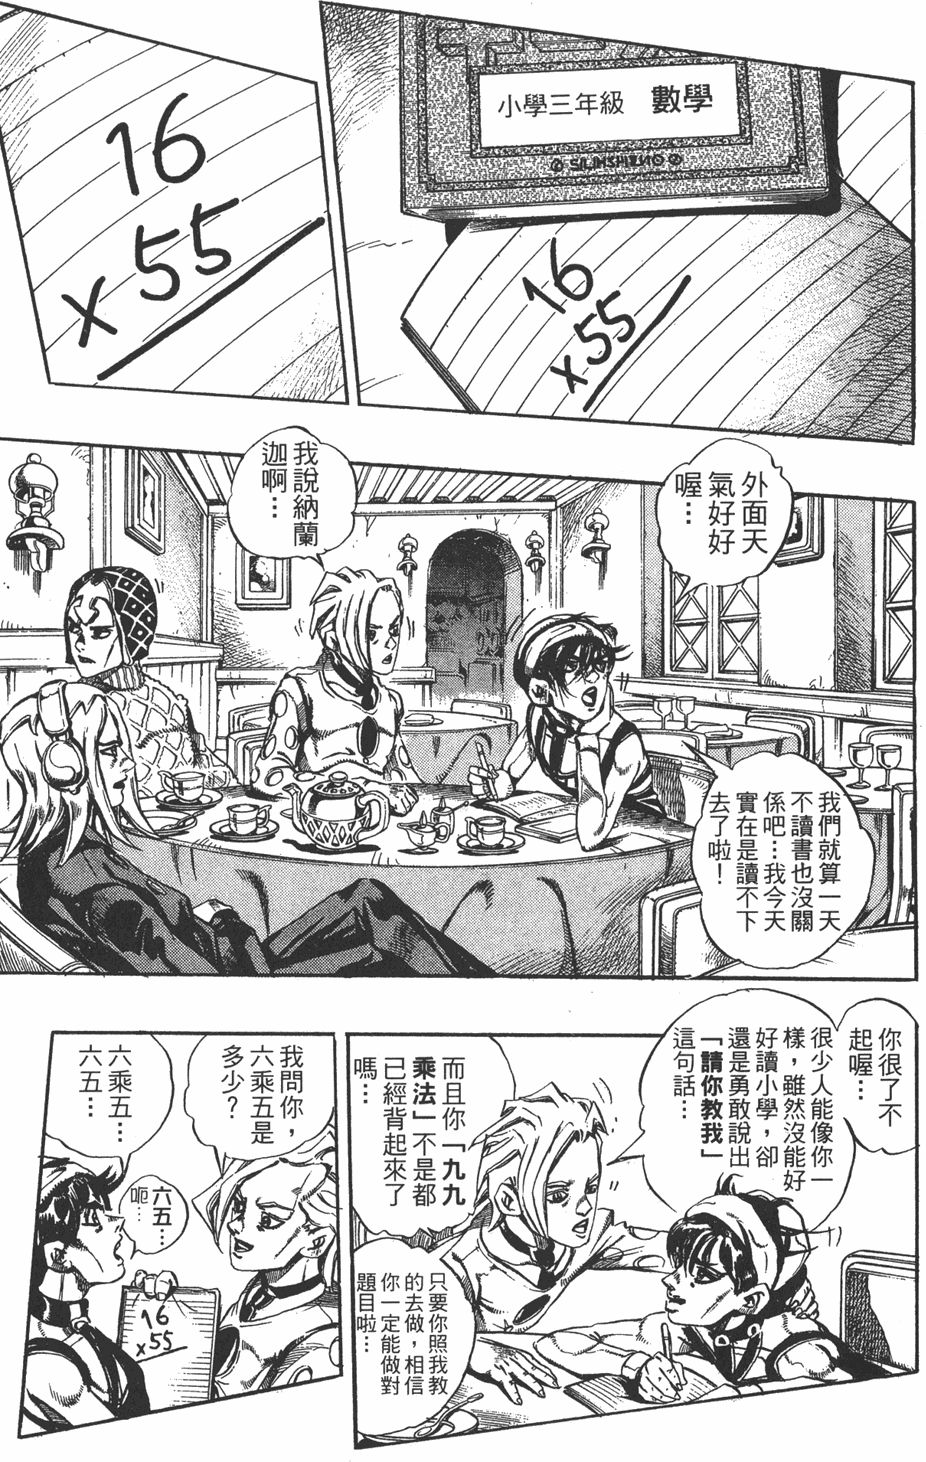 小學三年級 數學
16
×55
16
×55
外面天
氣好好
喔…
我說納蘭
迦啊…
我們就算一天
不讀書也沒關
係吧…我今天
實在是讀不下
去了啦！
你很了不
起喔…
很少人能像你一
樣，雖然沒能好
好讀小學，卻
還是勇敢說出
「請你教我」
這句話…
而且你「九九
乘法」不是都
已經背起來了
嗎…
只要你照我教
的去做，相信
你一定能做對
題目啦…
我問你，
六乘五是
多少？
六乘五…
六五…
六五…
呃…
16
×55